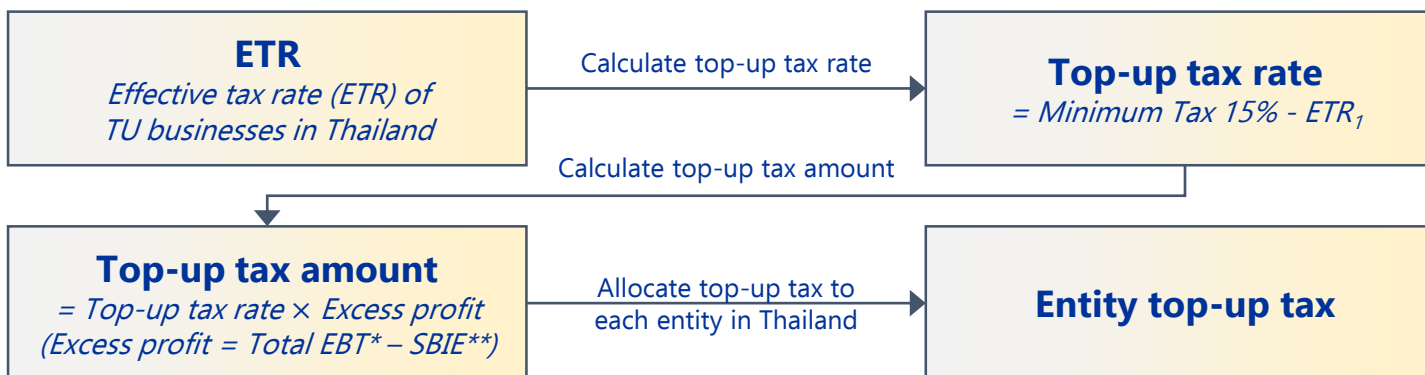 ETR
Effective tax rate (ETR) of
TU businesses in Thailand
Calculate top-up tax rate
Top-up tax rate
= Minimum Tax 15% - ETR₁
Calculate top-up tax amount
Top-up tax amount
= Top-up tax rate × Excess profit
(Excess profit = Total EBT* – SBIE**)
Allocate top-up tax to
each entity in Thailand
Entity top-up tax